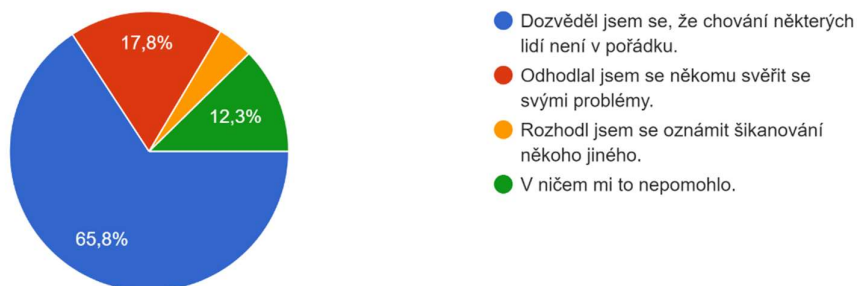 17,8%
12,3%
65,8%
Dozvěděl jsem se, že chování některých
lidí není v pořádku.
Odhodlal jsem se někomu svěřit se
svými problémy.
Rozhodl jsem se oznámit šikanování
někoho jiného.
V ničem mi to nepomohlo.